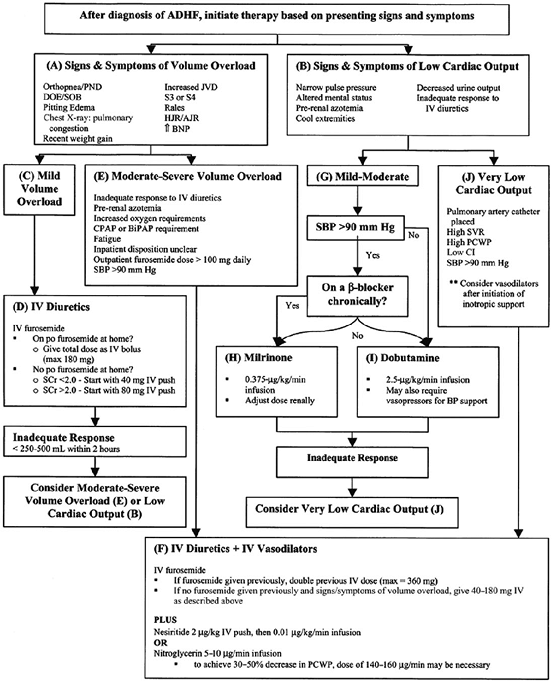 After diagnosis of ADHF, initiate therapy based on presenting signs and symptoms
(A) Signs & Symptoms of Volume Overload
Orthopnea/PND Increased JVD
DOE/SOB S3 or S4
Pitting Edema Rales
Chest X-ray: pulmonary HJR/AJR
congestion ⇑ BNP
Recent weight gain
(B) Signs & Symptoms of Low Cardiac Output
Narrow pulse pressure Decreased urine output
Altered mental status Inadequate response to
Pre-renal azotemia IV diuretics
Cool extremities
(C) Mild
Volume
Overload
(E) Moderate-Severe Volume Overload
Inadequate response to IV diuretics
Pre-renal azotemia
Increased oxygen requirements
CPAP or BiPAP requirement
Fatigue
Inpatient disposition unclear
Outpatient furosemide dose > 100 mg daily
SBP >90 mm Hg
(G) Mild-Moderate
SBP >90 mm Hg
No
Yes
On a β-blocker
chronically?
Yes
No
(J) Very Low
Cardiac Output
Pulmonary artery catheter
placed
High SVR
High PCWP
Low CI
SBP >90 mm Hg
** Consider vasodilators
after initiation of
inotropic support
(D) IV Diuretics
IV furosemide
▪ On po furosemide at home?
o Give total dose as IV bolus
(max 180 mg)
▪ No po furosemide at home?
o SCr <2.0 - Start with 40 mg IV push
o SCr >2.0 - Start with 80 mg IV push
(H) Milrinone
▪ 0.375-μg/kg/min
infusion
▪ Adjust dose renally
(I) Dobutamine
▪ 2.5-μg/kg/min infusion
▪ May also require
vasopressors for BP support
Inadequate Response
< 250-500 mL within 2 hours
Inadequate Response
Consider Moderate-Severe
Volume Overload (E) or Low
Cardiac Output (B)
Consider Very Low Cardiac Output (J)
(F) IV Diuretics + IV Vasodilators
IV furosemide
▪ If furosemide given previously, double previous IV dose (max = 360 mg)
▪ If no furosemide given previously and signs/symptoms of volume overload, give 40-180 mg IV
as described above
PLUS
Nesiritide 2 μg/kg IV push, then 0.01 μg/kg/min infusion
OR
Nitroglycerin 5-10 μg/min infusion
▪ to achieve 30-50% decrease in PCWP, dose of 140-160 μg/min may be necessary